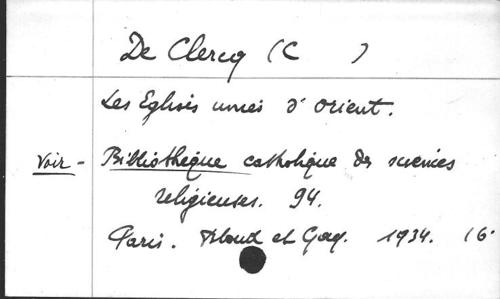 De Clercq (C )
Les Eglises unies d'Orient.
Voir - Bibliothèque catholique des sciences
religieuses. 94.
Paris. Bloud et Gay. 1934. 16°